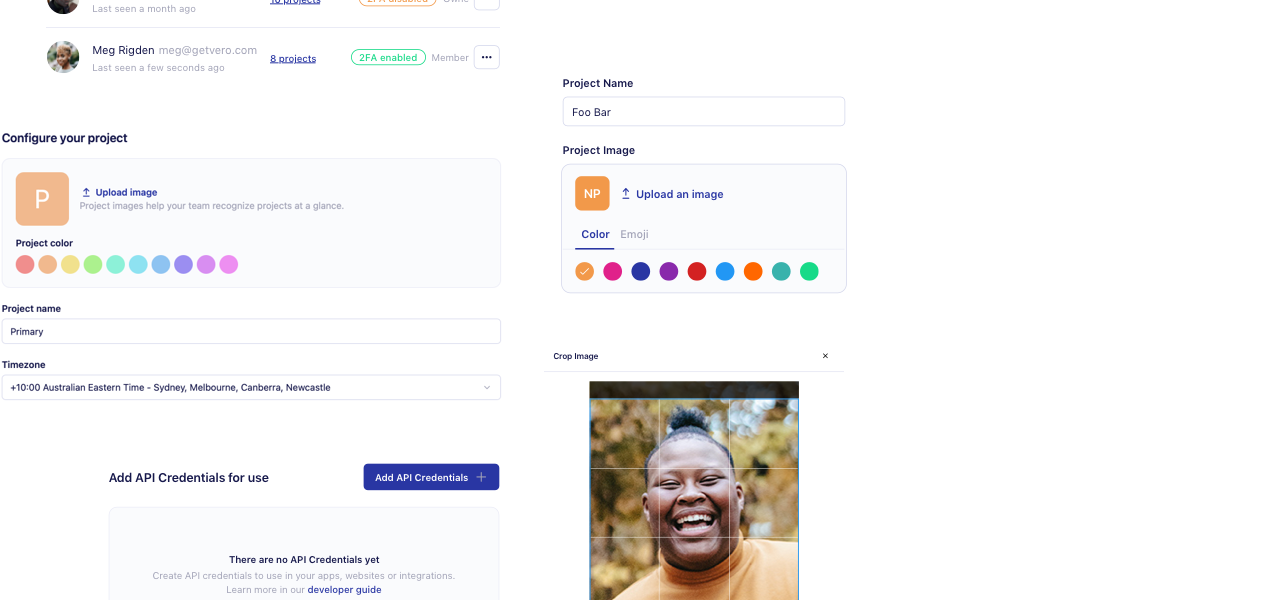 Last seen a month ago
2FA disabled
Meg Rigden meg@getvero.com
Last seen a few seconds ago
8 projects
2FA enabled
Member
Configure your project
P
Upload image
Project images help your team recognize projects at a glance.
Project color
Project name
Primary
Timezone
+10:00 Australian Eastern Time - Sydney, Melbourne, Canberra, Newcastle
Add API Credentials for use
Add API Credentials
There are no API Credentials yet
Create API credentials to use in your apps, websites or integrations.
Learn more in our developer guide
Project Name
Foo Bar
Project Image
NP
Upload an image
Color Emoji
Crop Image